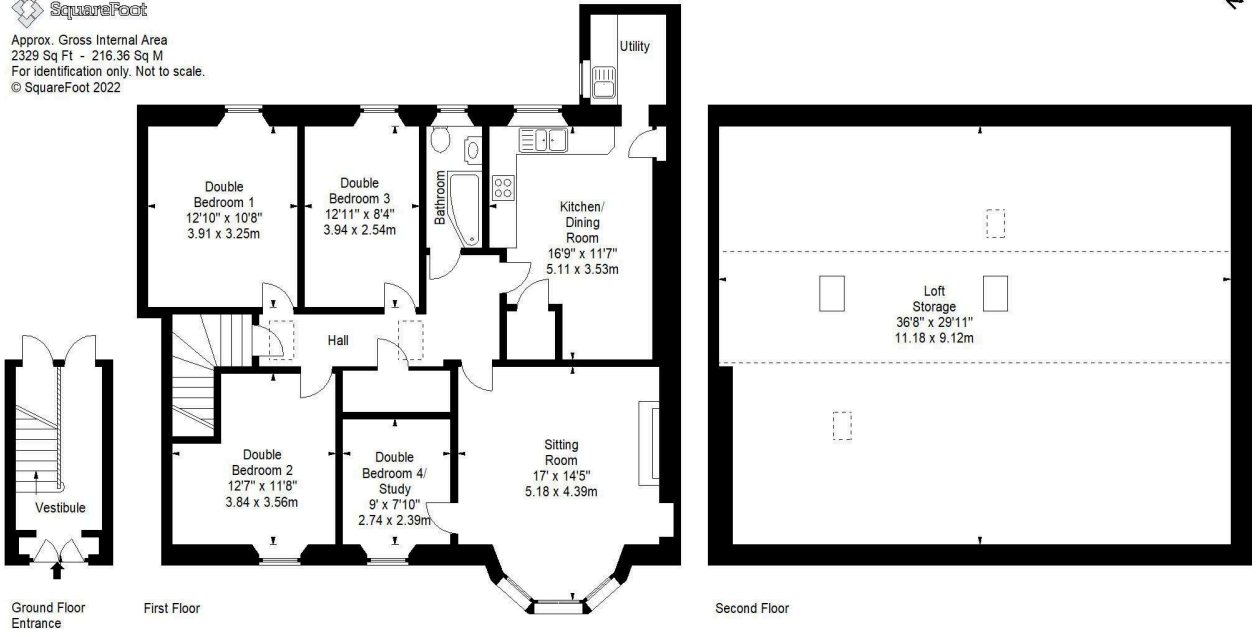 SquareFoot
Approx. Gross Internal Area
2329 Sq Ft - 216.36 Sq M
For identification only. Not to scale.
© SquareFoot 2022
Utility
Double
Bedroom 1
12'10" x 10'8"
3.91 x 3.25m
Double
Bedroom 3
12'11" x 8'4"
3.94 x 2.54m
Bathroom
Kitchen/
Dining
Room
16'9" x 11'7"
5.11 x 3.53m
Loft
Storage
36'8" x 29'11"
11.18 x 9.12m
Hall
Double
Bedroom 2
12'7" x 11'8"
3.84 x 3.56m
Double
Bedroom 4/
Study
9' x 7'10"
2.74 x 2.39m
Sitting
Room
17' x 14'5"
5.18 x 4.39m
Vestibule
Ground Floor
Entrance
First Floor
Second Floor